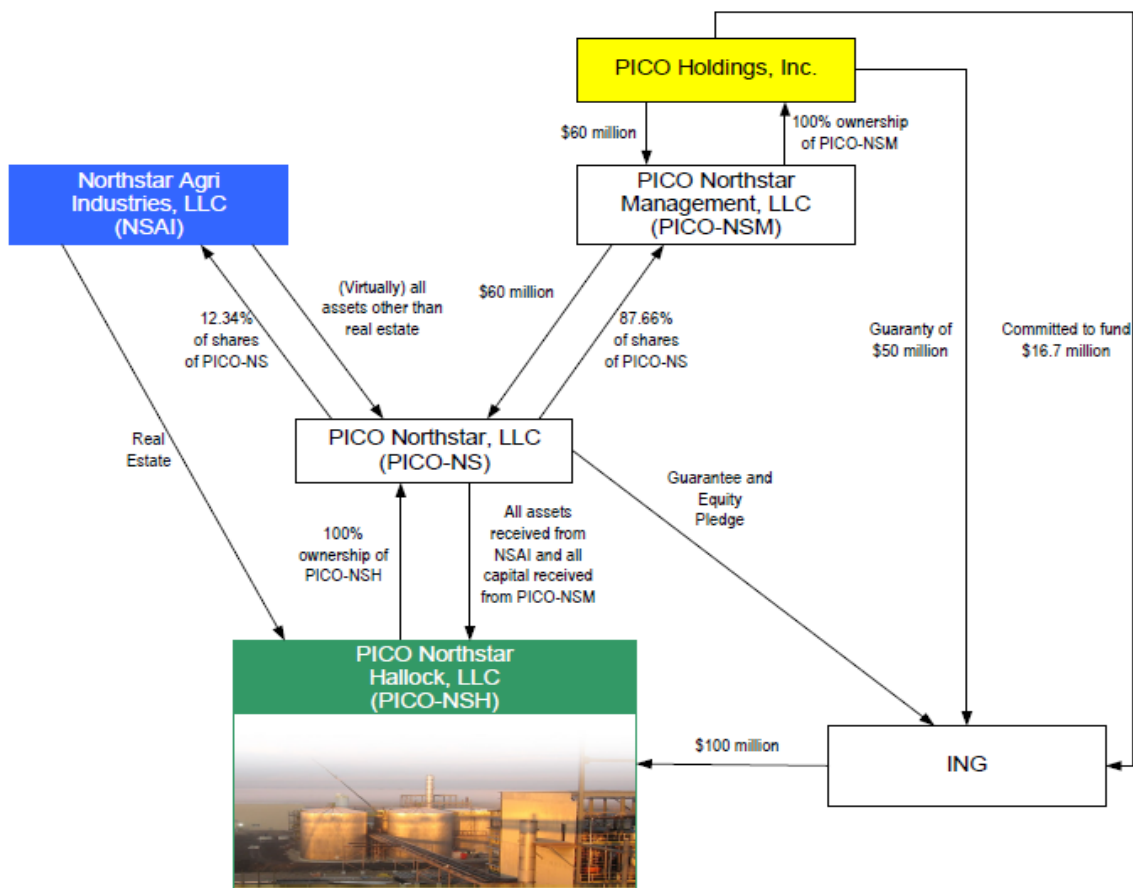 PICO Holdings, Inc.
$60 million
100% ownership
of PICO-NSM
Northstar Agri
Industries, LLC
(NSAI)
PICO Northstar
Management, LLC
(PICO-NSM)
12.34%
of shares
of PICO-NS
(Virtually) all
assets other than
real estate
$60 million
87.66%
of shares
of PICO-NS
Guaranty of
$50 million
Committed to fund
$16.7 million
Real
Estate
PICO Northstar, LLC
(PICO-NS)
100%
ownership of
PICO-NSH
All assets
received from
NSAI and all
capital received
from PICO-NSM
Guarantee and
Equity
Pledge
PICO Northstar
Hallock, LLC
(PICO-NSH)
$100 million
ING